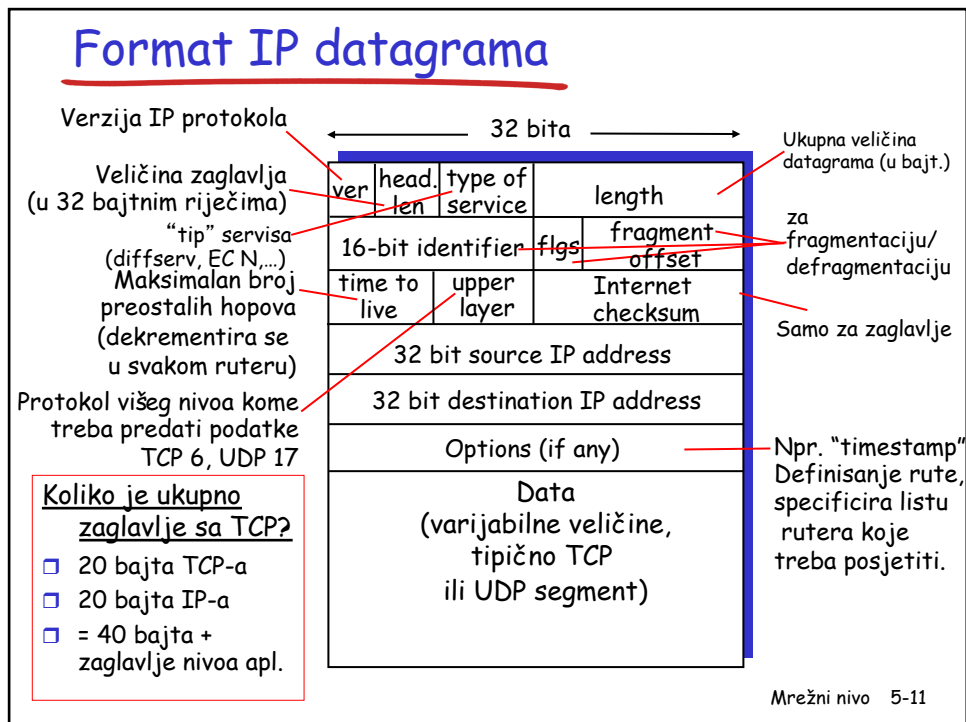 Format IP datagrama
Verzija IP protokola
32 bita
Ukupna veličina
datagrama (u bajt.)
Veličina zaglavlja
(u 32 bajtnim riječima)
ver
head.
len
type of
service
length
"tip" servisa
(diffserv, EC N,...)
16-bit identifier
flgs
fragment
offset
za
fragmentaciju/
defragmentaciju
Maksimalan broj
preostalih hopova
(dekrementira se
u svakom ruteru)
time to
live
upper
layer
Internet
checksum
Samo za zaglavlje
32 bit source IP address
Protokol višeg nivoa kome
treba predati podatke
TCP 6, UDP 17
32 bit destination IP address
Options (if any)
Npr. "timestamp"
Definisanje rute,
specificira listu
rutera koje
treba posjetiti.
Data
(varijabilne veličine,
tipično TCP
ili UDP segment)
Koliko je ukupno
zaglavlje sa TCP?
20 bajta TCP-a
20 bajta IP-a
= 40 bajta +
zaglavlje nivoa apl.
Mrežni nivo 5-11